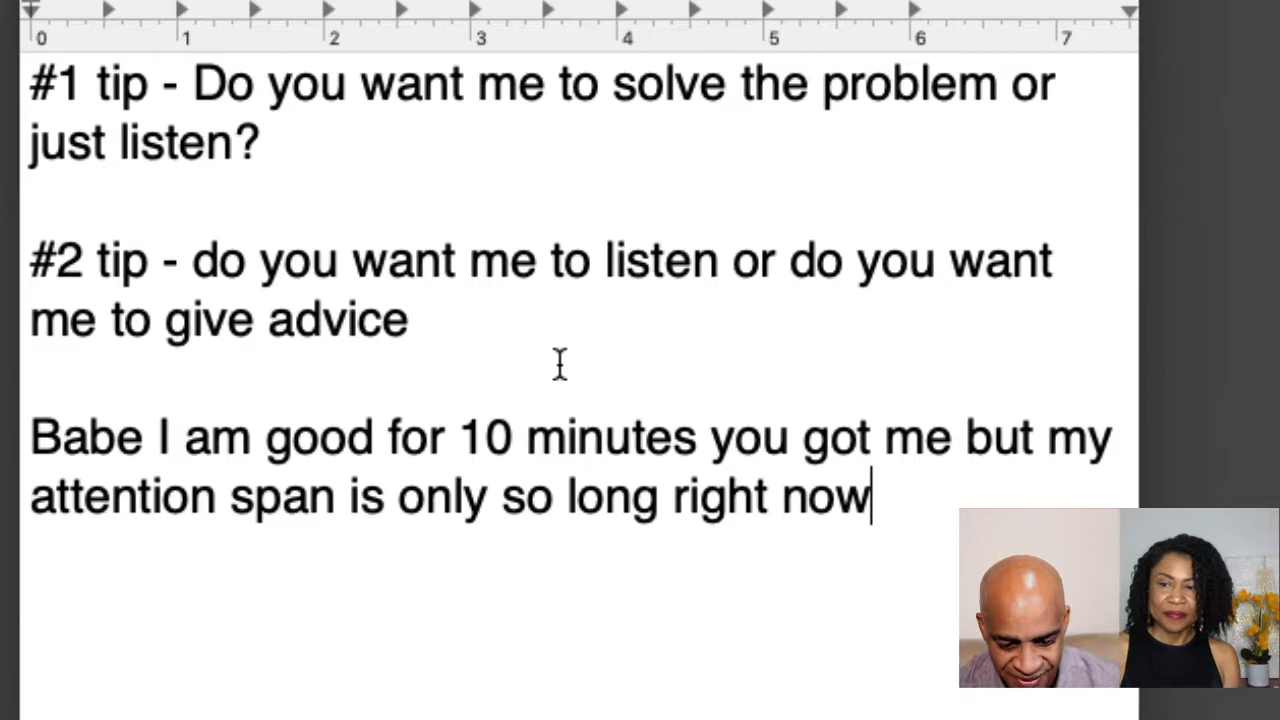 0 1 2 3 4 5 6 7
#1 tip - Do you want me to solve the problem or
just listen?
#2 tip - do you want me to listen or do you want
me to give advice
Babe I am good for 10 minutes you got me but my
attention span is only so long right now